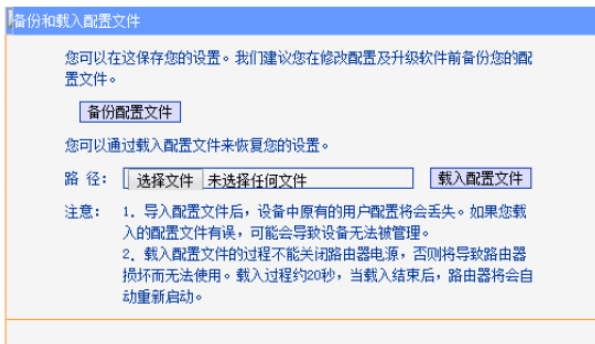 备份和载入配置文件
您可以在这保存您的设置。我们建议您在修改配置及升级软件前备份您的配
置文件。
备份配置文件
您可以通过载入配置文件来恢复您的设置。
路 径： 选择文件 未选择任何文件 载入配置文件
注意： 1. 导入配置文件后，设备中原有的用户配置将会丢失。如果您载
入的配置文件有误，可能会导致设备无法被管理。
2. 载入配置文件的过程不能关闭路由器电源，否则将导致路由器
损坏而无法使用。载入过程约20秒，当载入结束后，路由器将会自
动重新启动。